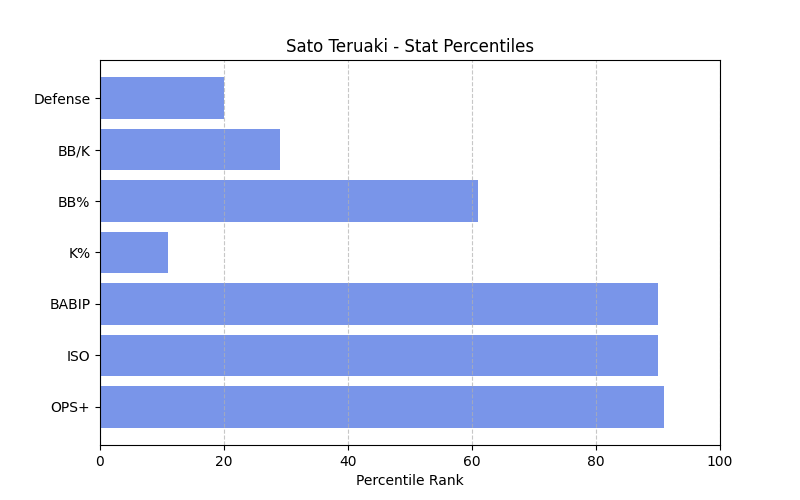 Sato Teruaki - Stat Percentiles
Defense
BB/K
BB%
K%
BABIP
ISO
OPS+
0 20 40 60 80 100
Percentile Rank